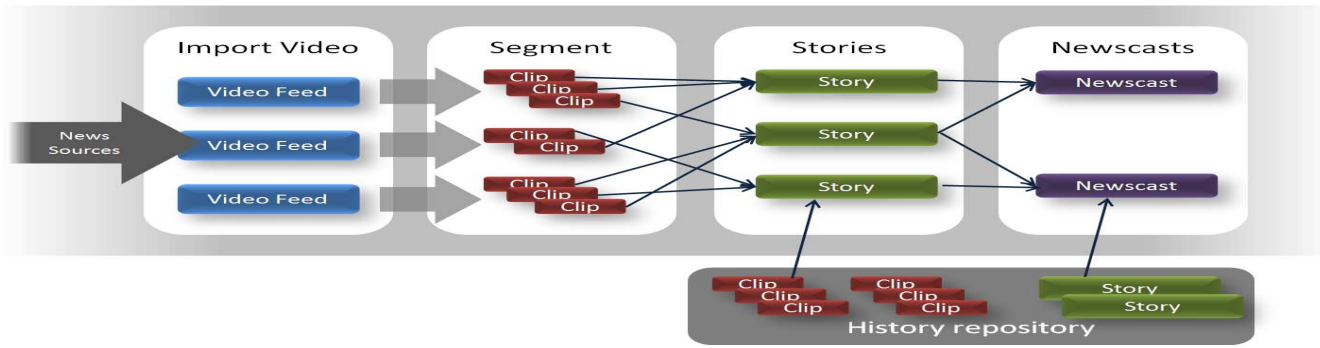 Import Video
Segment
Stories
Newscasts
News
Sources
Video Feed
Video Feed
Video Feed
Clip
Clip
Clip
Clip
Clip
Clip
Clip
Clip
Story
Story
Story
Newscast
Newscast
Clip
Clip
Clip
Clip
Clip
Clip
Story
Story
History repository